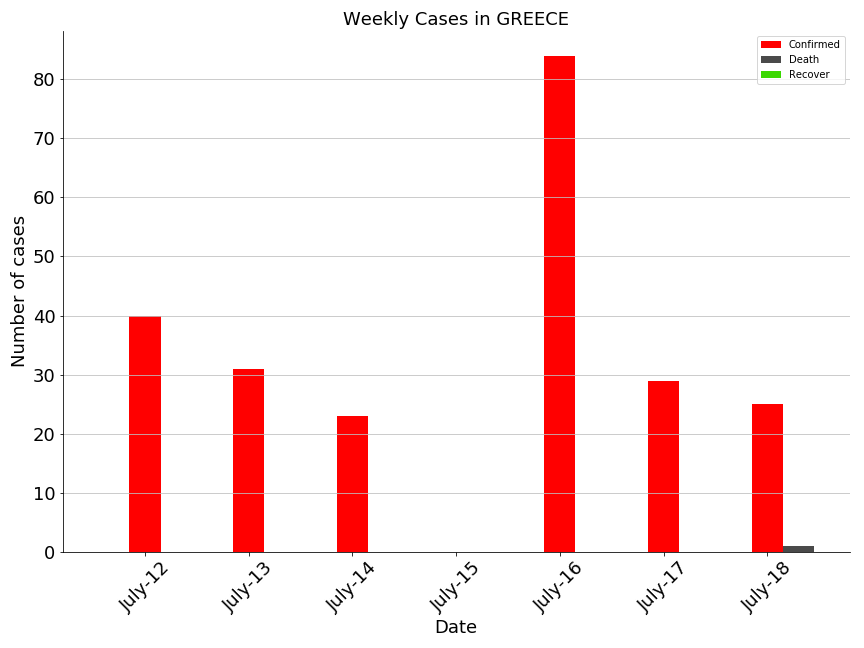 Weekly Cases in GREECE
Confirmed
Death
Recover
Number of cases
80
70
60
50
40
30
20
10
0
July-12
July-13
July-14
July-15
July-16
July-17
July-18
Date